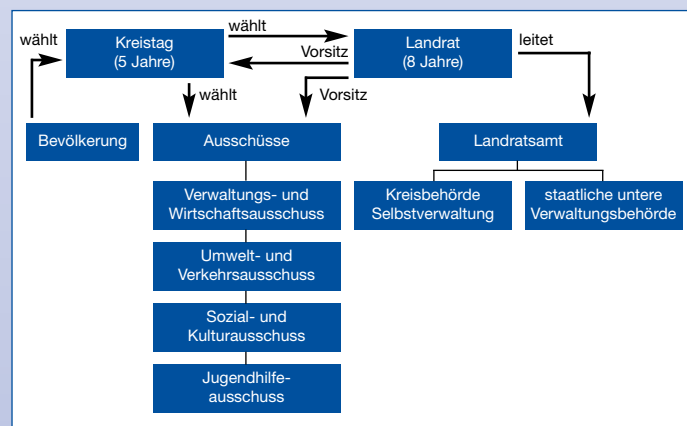 wählt
Kreistag
(5 Jahre)
wählt
Vorsitz
Landrat
(8 Jahre)
leitet
wählt
Vorsitz
Bevölkerung
Ausschüsse
Landratsamt
Verwaltungs- und
Wirtschaftsausschuss
Kreisbehörde
Selbstverwaltung
staatliche untere
Verwaltungsbehörde
Umwelt- und
Verkehrsausschuss
Sozial- und
Kulturausschuss
Jugendhilfe-
ausschuss